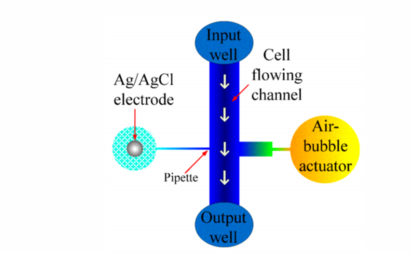 Input
well
Cell
flowing
channel
Ag/AgCl
electrode
Air-
bubble
actuator
Pipette
Output
well